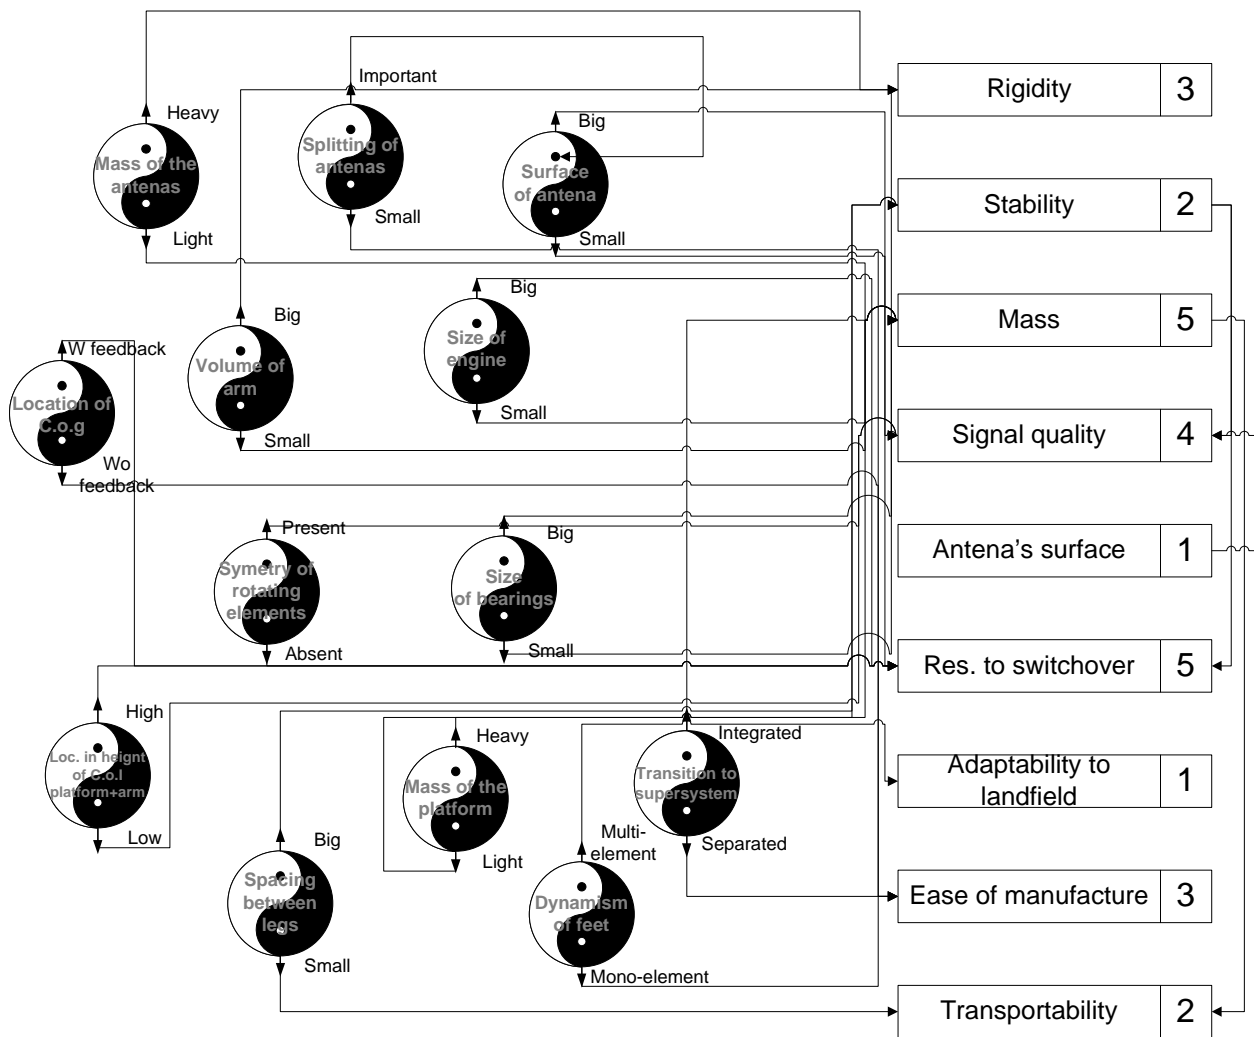 Important
Heavy
Big
Mass of the
antenas
Splitting of
antenas
Surface
of antena
Light
Small
Small
Rigidity 3
Stability 2
Big
Big
Mass 5
W feedback
Volume of
arm
Size of
engine
Location of
C.o.g
Small
Small
Signal quality 4
Wo
feedback
Present
Big
Symetry of
rotating
elements
Size
of bearings
Antena's surface 1
Absent
Small
Res. to switchover 5
High
Heavy
Integrated
Loc. in heignt
of C.o.I
platform+arm
Mass of the
platform
Transition to
supersystem
Adaptability to
landfield 1
Low
Big
Light
Multi-
element
Separated
Spacing
between
legs
Dynamism
of feet
Ease of manufacture 3
Small
Mono-element
Transportability 2